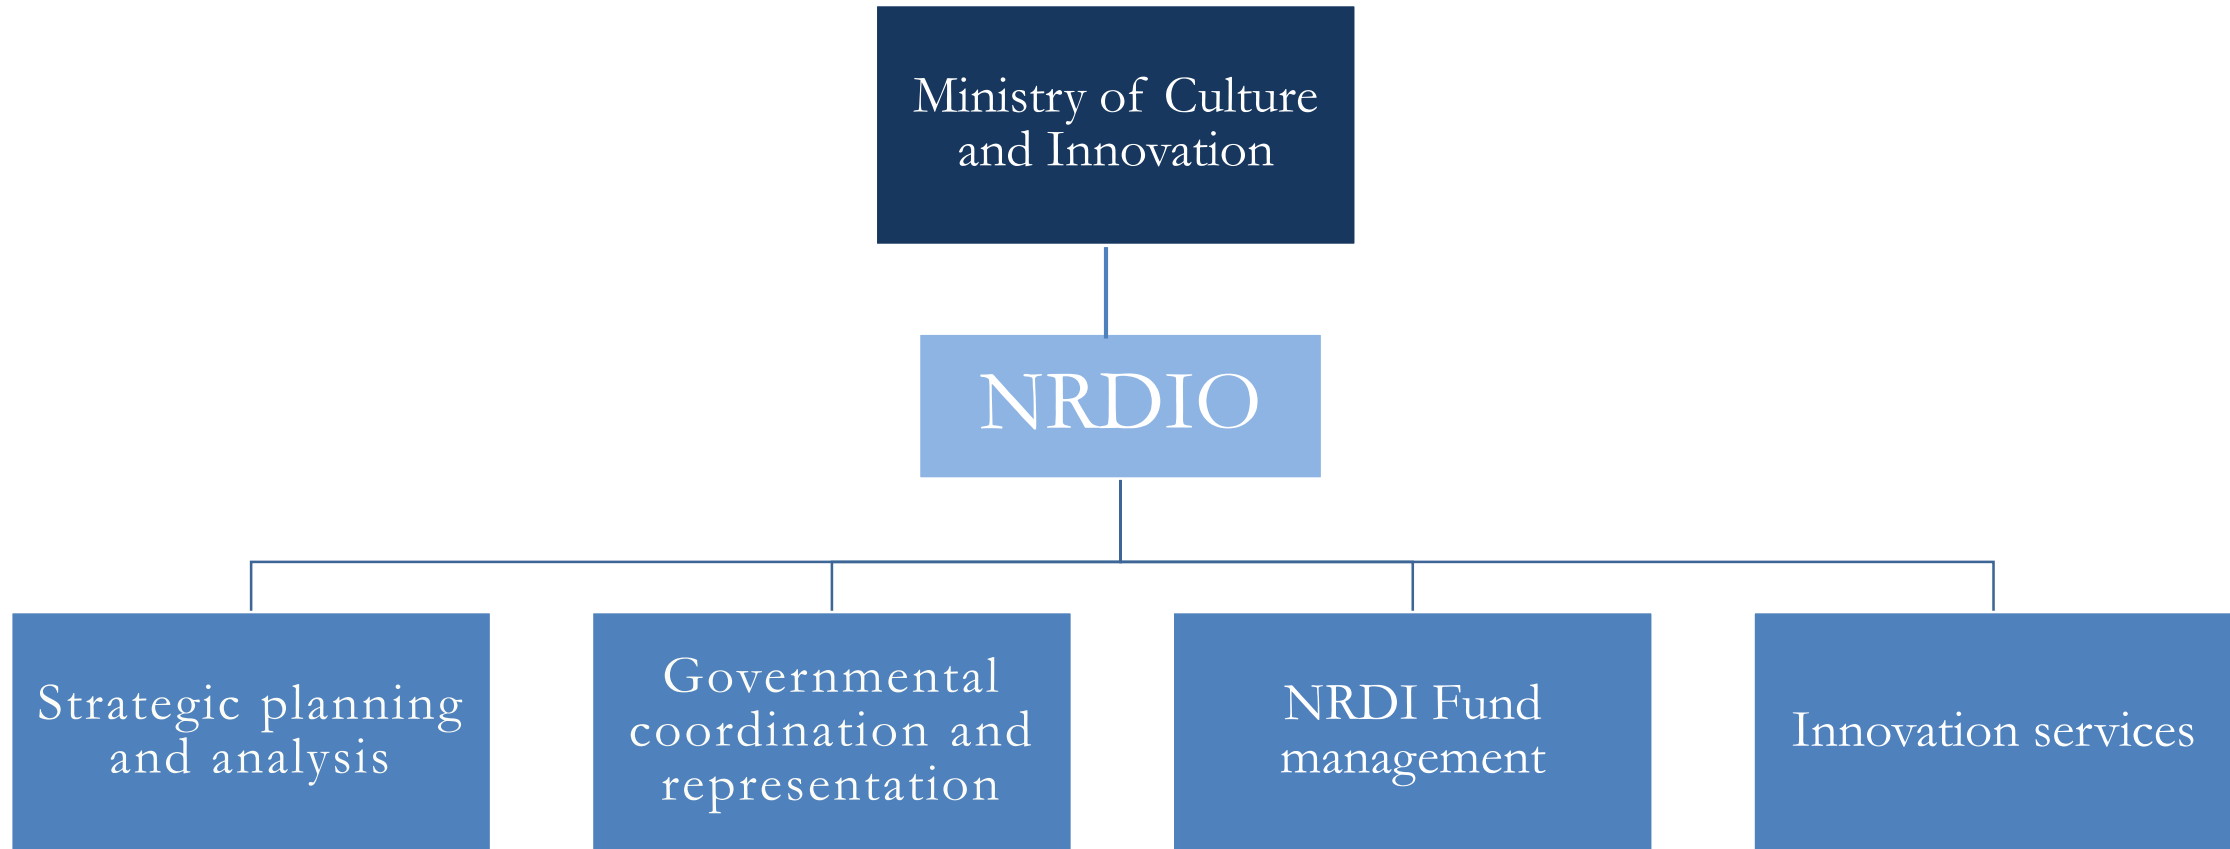 Ministry of Culture
and Innovation
NRDIO
Strategic planning
and analysis
Governmental
coordination and
representation
NRDI Fund
management
Innovation services